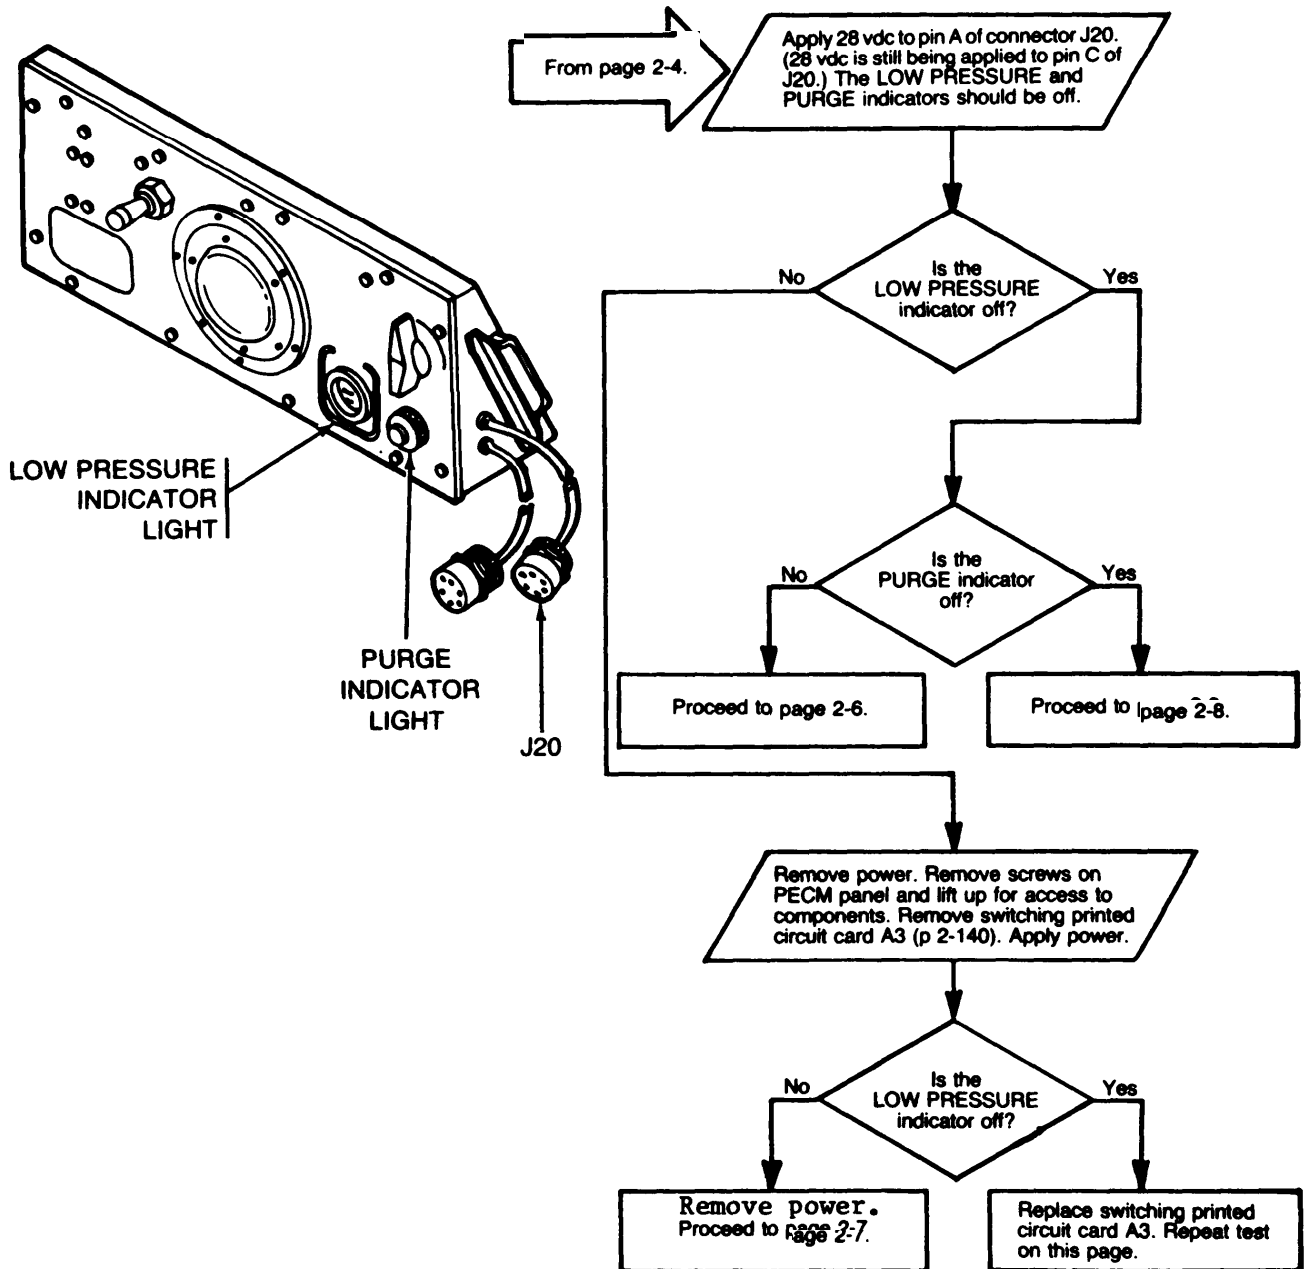 From page 2-4.
Apply 28 vdc to pin A of connector J20.
(28 vdc is still being applied to pin C of
J20.) The LOW PRESSURE and
PURGE indicators should be off.
Is the
LOW PRESSURE
indicator off?
No
Yes
LOW PRESSURE
INDICATOR
LIGHT
PURGE
INDICATOR
LIGHT
J20
Is the
PURGE indicator
off?
No
Yes
Proceed to page 2-6.
Proceed to page 2-8.
Remove power. Remove screws on
PECM panel and lift up for access to
components. Remove switching printed
circuit card A3 (p 2-140). Apply power.
Is the
LOW PRESSURE
indicator off?
No
Yes
Remove power.
Proceed to page 2-7.
Replace switching printed
circuit card A3. Repeat test
on this page.